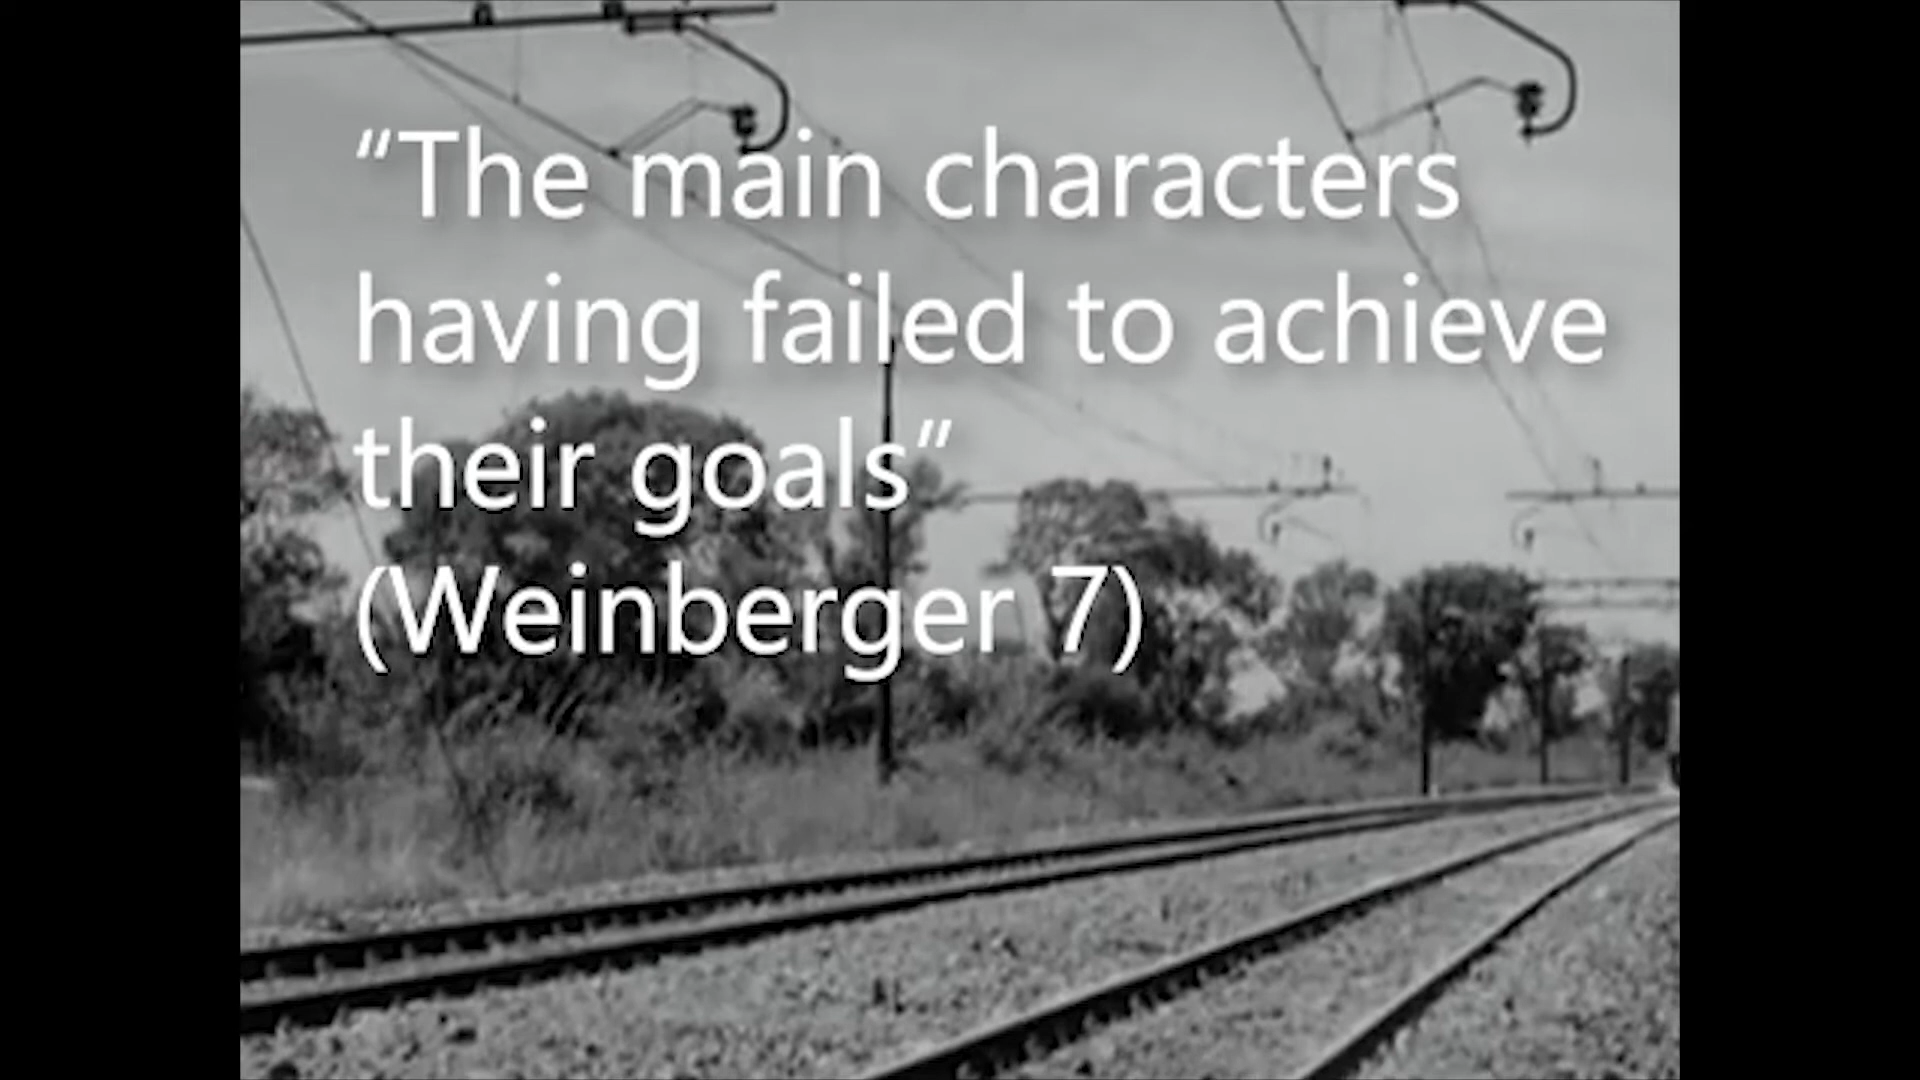 “The main characters
having failed to achieve
their goals”
(Weinberger 7)